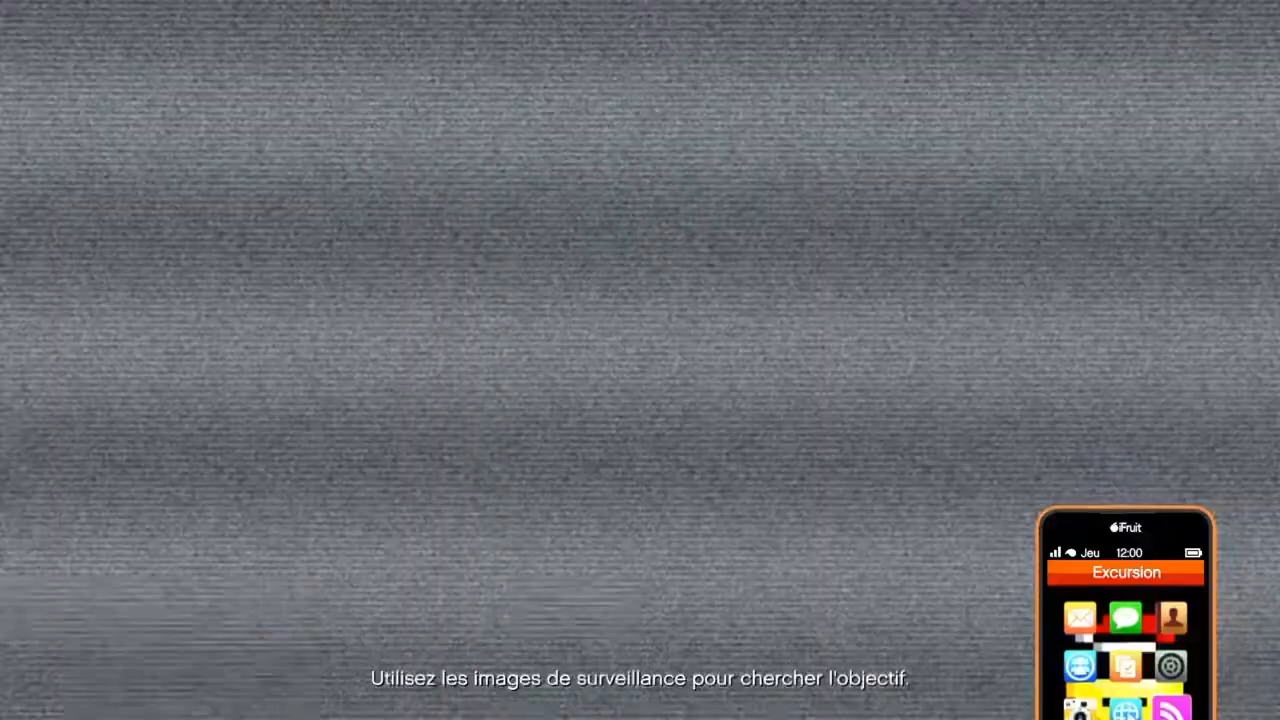 iFruit
Jeu 12:00
Excursion
Utilisez les images de surveillance pour chercher l'objectif.